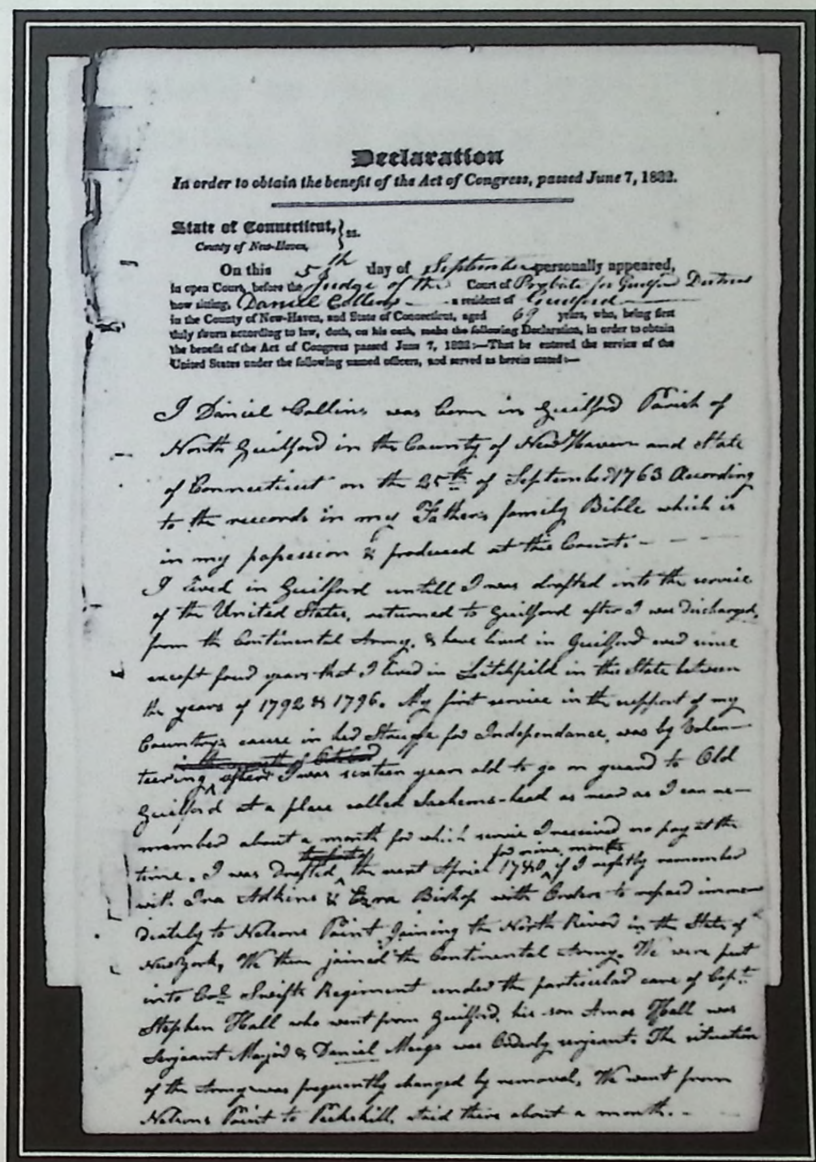 Declaration
In order to obtain the benefit of the Act of Congress, passed June 7, 1832.
State of Connecticut, } ss.
County of New-Haven,
On this 5th day of September personally appeared,
in open Court, before the Judge of the Court of Probate for Guilford District
now sitting, Daniel Collins a resident of Guilford
in the County of New-Haven, and State of Connecticut, aged 69 years, who, being first
duly sworn according to law, doth, on his oath, make the following Declaration, in order to obtain
the benefit of the Act of Congress passed June 7, 1832:—That he entered the service of the
United States under the following named officers, and served as herein stated:—
I Daniel Collins was born in Guilford Parish of
North Guilford in the County of New Haven and State
of Connecticut on the 25th of September 1763 According
to the records in my Father's family Bible which is
in my possession & produced at this Court. —
I lived in Guilford untill I was drafted into the service
of the United States, returned to Guilford after I was discharged,
from the Continental Army, & have lived in Guilford ever since
except four years that I lived in Litchfield in this State between
the years of 1792 & 1796. My first service in the support of my
Country's cause in her Struggle for Independance, was by Volun-
teering, after I was sixteen years old to go on guard to Old
Guilford at a place called Sachems-head as near as I can re-
member about a month for which service I received no pay at the
time. I was Drafted, the next April 1780, for nine months if I rightly remember
with Ira Adkins & Ezra Bishop with Orders to repair imme-
diately to Nelsons Point joining the North River in the State of
New York, We then joined the Continental Army. We were put
into Col. Swifts Regiment under the particular care of Capt.
Stephen Hall who went from Guilford, his son Amos Hall was
Serjeant Major & Daniel Meigs was Orderly serjeant. The situation
of the Army was frequently changed by removal, We went from
Nelsons Point to Peekskill, staid there about a month. -